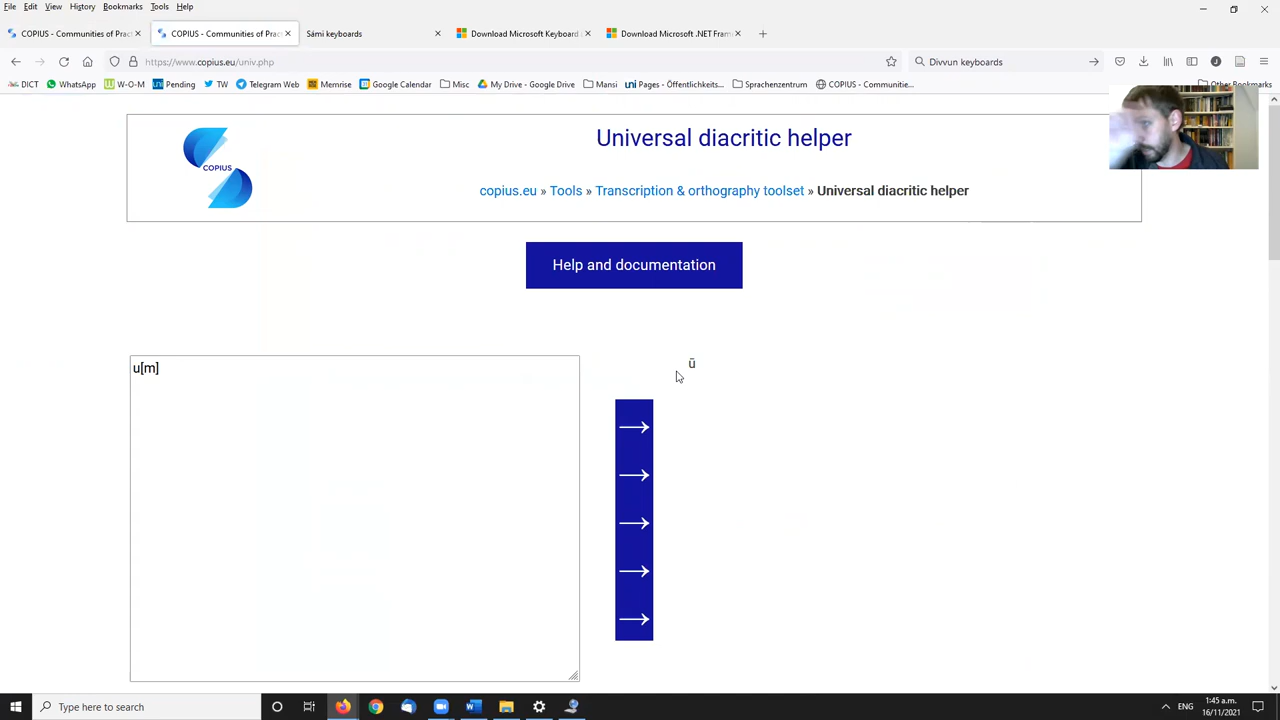 File Edit View History Bookmarks Tools Help
COPIUS - Communities of Prac
COPIUS - Communities of Prac
Sámi keyboards
Download Microsoft Keyboard
Download Microsoft .NET Fram
https://www.copius.eu/univ.php
Divvun keyboards
DICT WhatsApp W-O-M Pending TW Telegram Web Memrise Google Calendar Misc My Drive - Google Drive Mansi Pages - Öffentlichkeits... Sprachenzentrum COPIUS - Communitie... Other Bookmarks
COPIUS
Universal diacritic helper
copius.eu » Tools » Transcription & orthography toolset » Universal diacritic helper
Help and documentation
u[m] ū
→
→
→
→
→
Type here to search
ENG
1:45 a.m.
16/11/2021